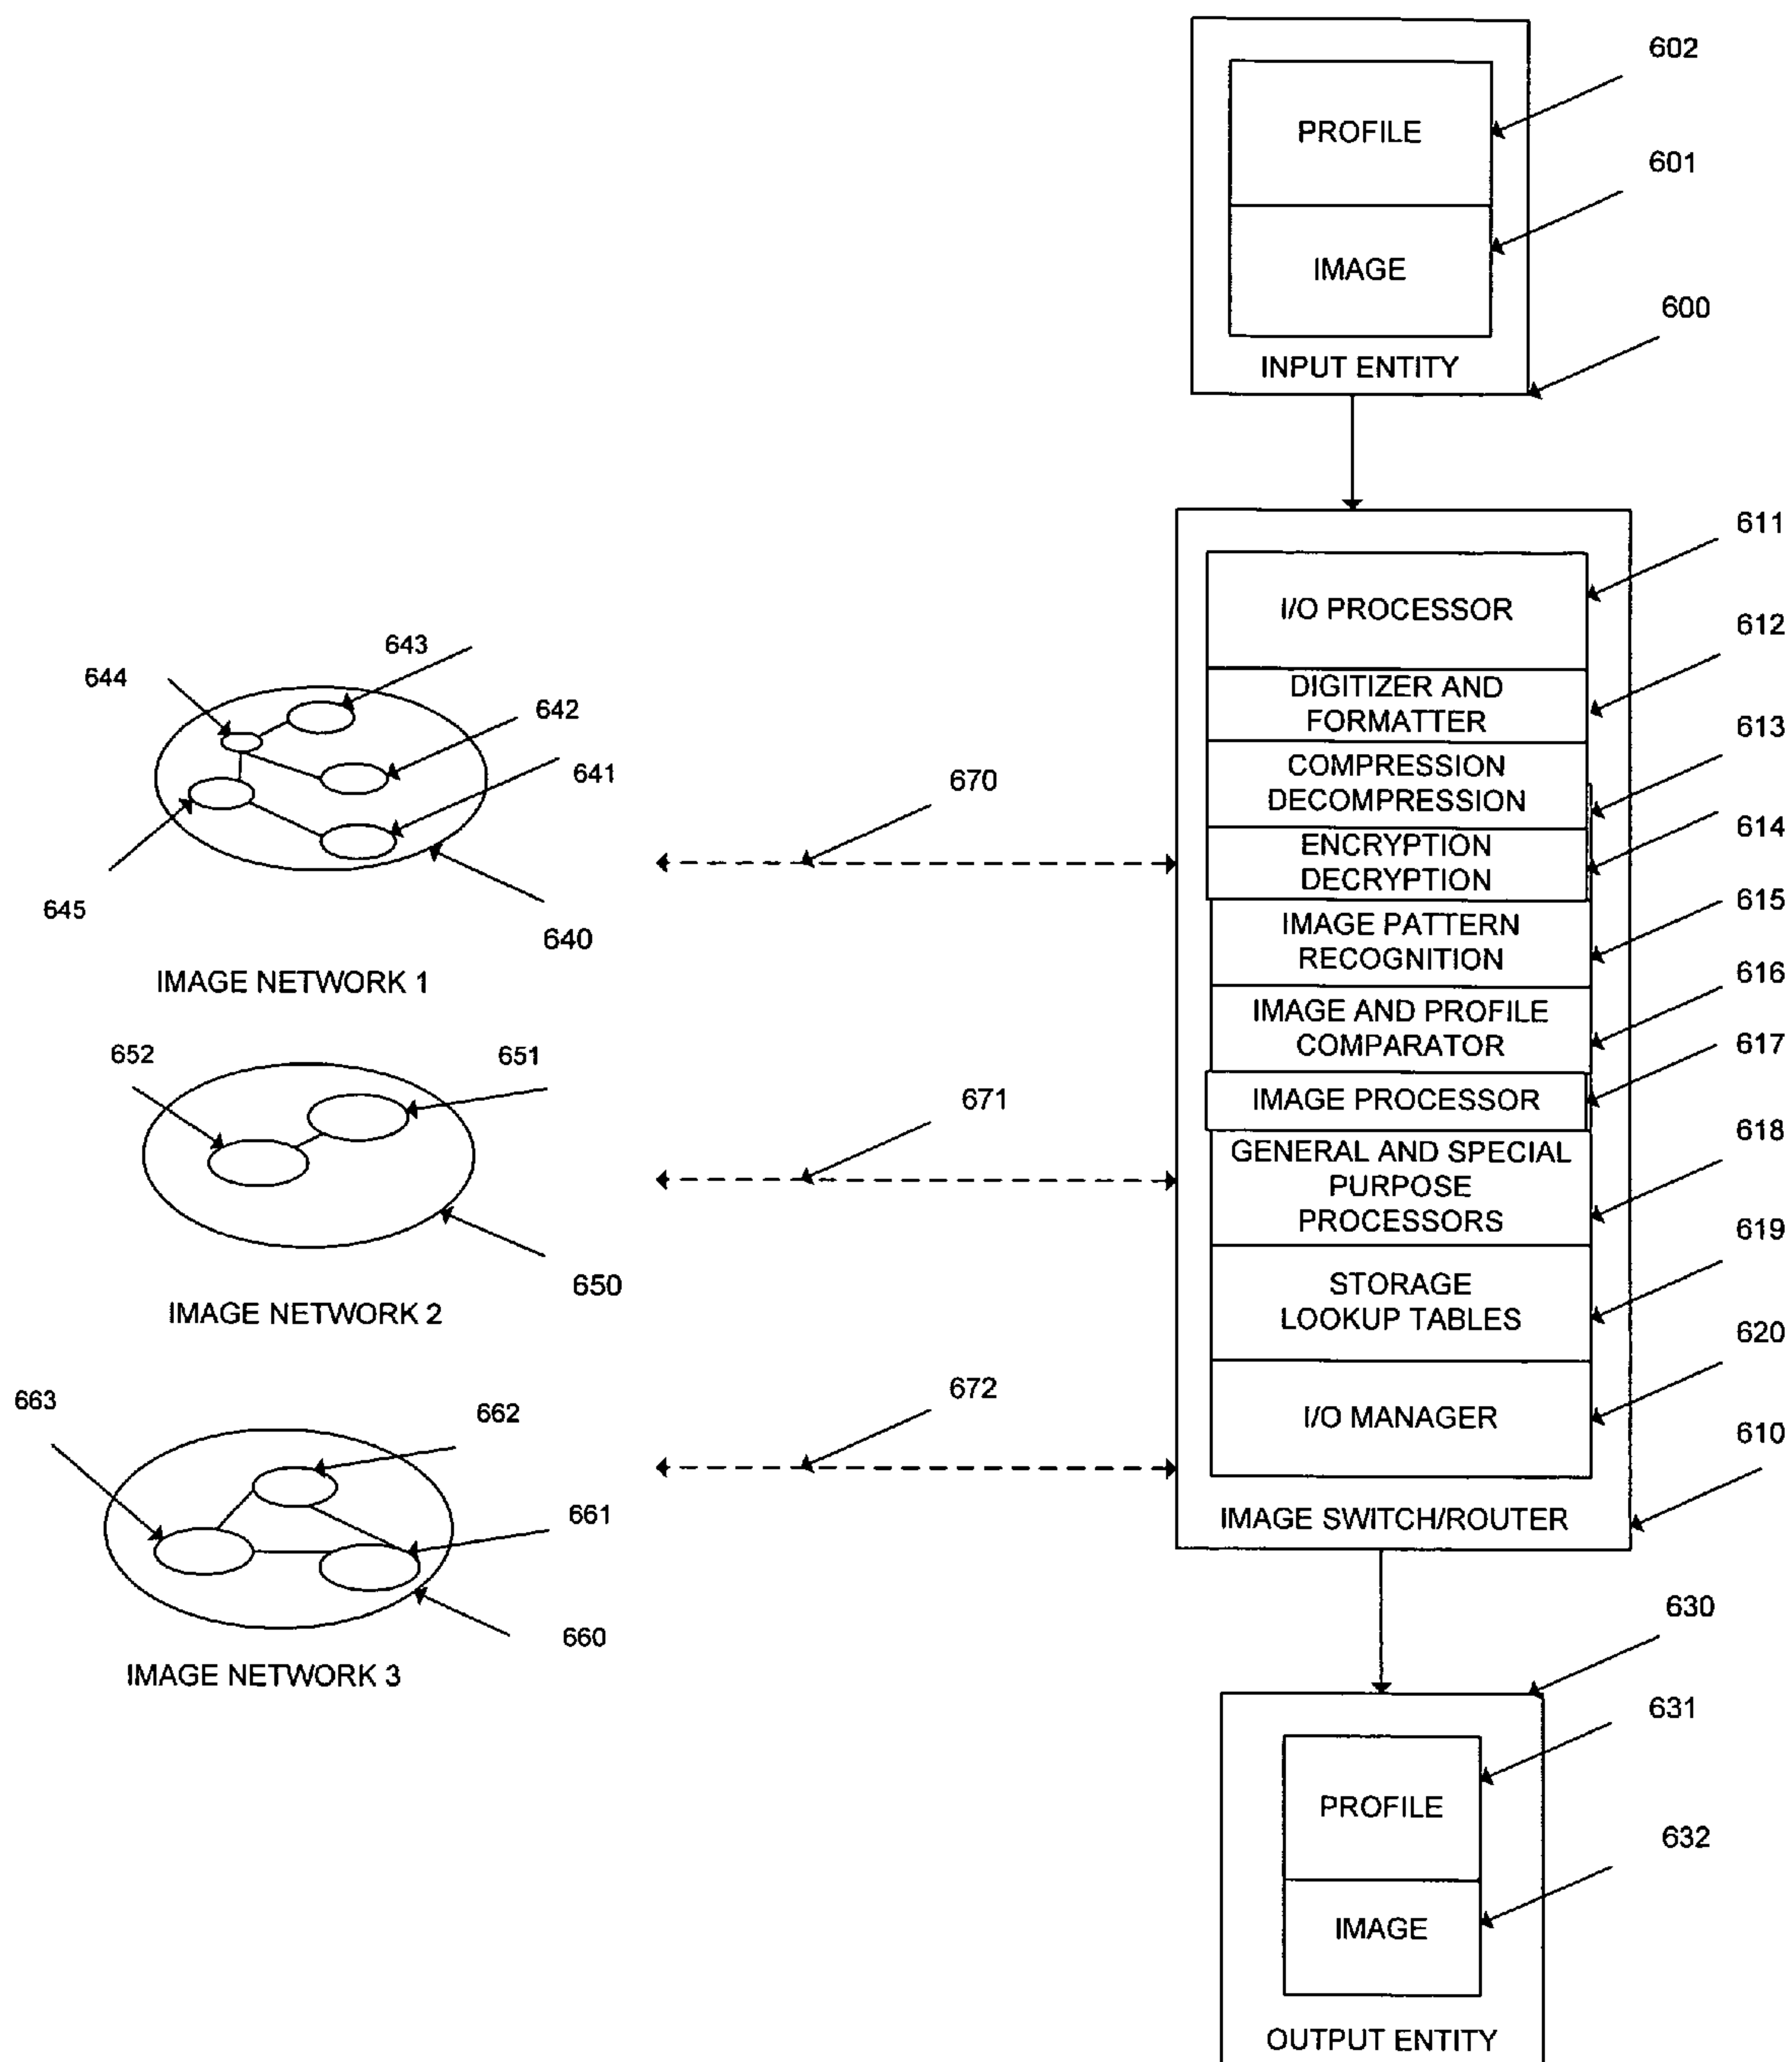 602
PROFILE
601
IMAGE
600
INPUT ENTITY
611
I/O PROCESSOR
612
DIGITIZER AND
FORMATTER
613
COMPRESSION
DECOMPRESSION
614
ENCRYPTION
DECRYPTION
615
IMAGE PATTERN
RECOGNITION
616
IMAGE AND PROFILE
COMPARATOR
617
IMAGE PROCESSOR
618
GENERAL AND SPECIAL
PURPOSE
PROCESSORS
619
STORAGE
LOOKUP TABLES
620
I/O MANAGER
610
IMAGE SWITCH/ROUTER
643
644
642
641
645
640
IMAGE NETWORK 1
670
652
651
650
IMAGE NETWORK 2
671
663
662
661
660
IMAGE NETWORK 3
672
630
631
PROFILE
632
IMAGE
OUTPUT ENTITY